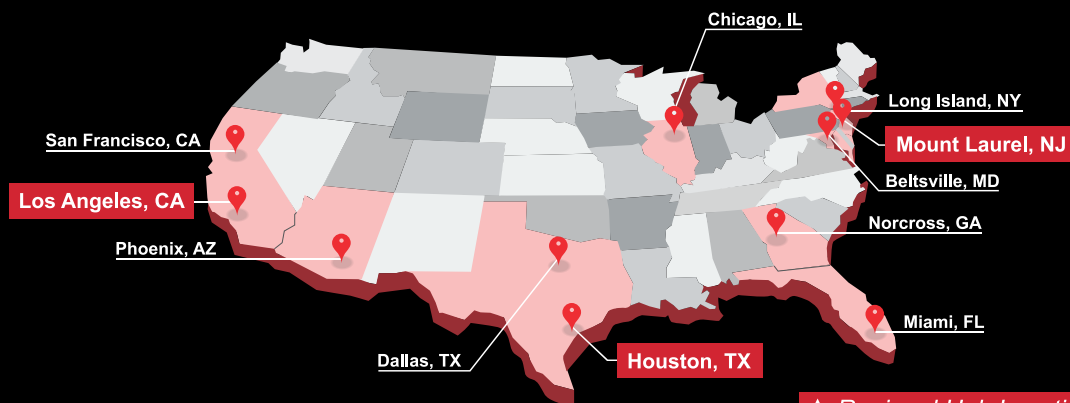 Chicago, IL
Long Island, NY
San Francisco, CA
Mount Laurel, NJ
Beltsville, MD
Los Angeles, CA
Norcross, GA
Phoenix, AZ
Miami, FL
Dallas, TX
Houston, TX